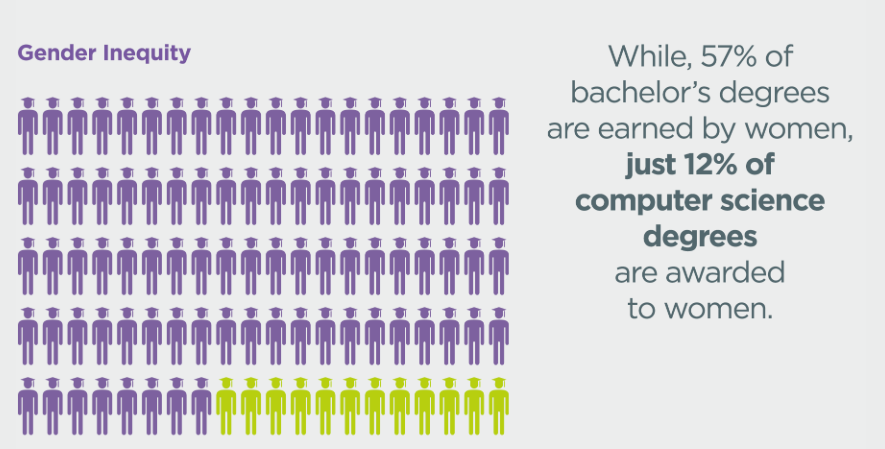 Gender Inequity
While, 57% of
bachelor's degrees
are earned by women,
just 12% of
computer science
degrees
are awarded
to women.